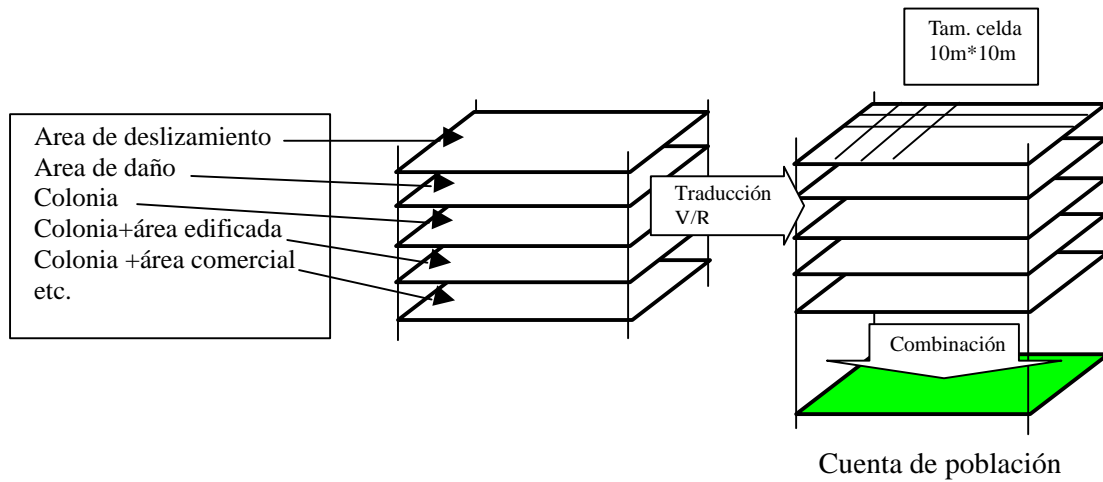 Tam. celda
10m*10m
Area de deslizamiento
Area de daño
Colonia
Colonia+área edificada
Colonia +área comercial
etc.
Traducción
V/R
Combinación
Cuenta de población